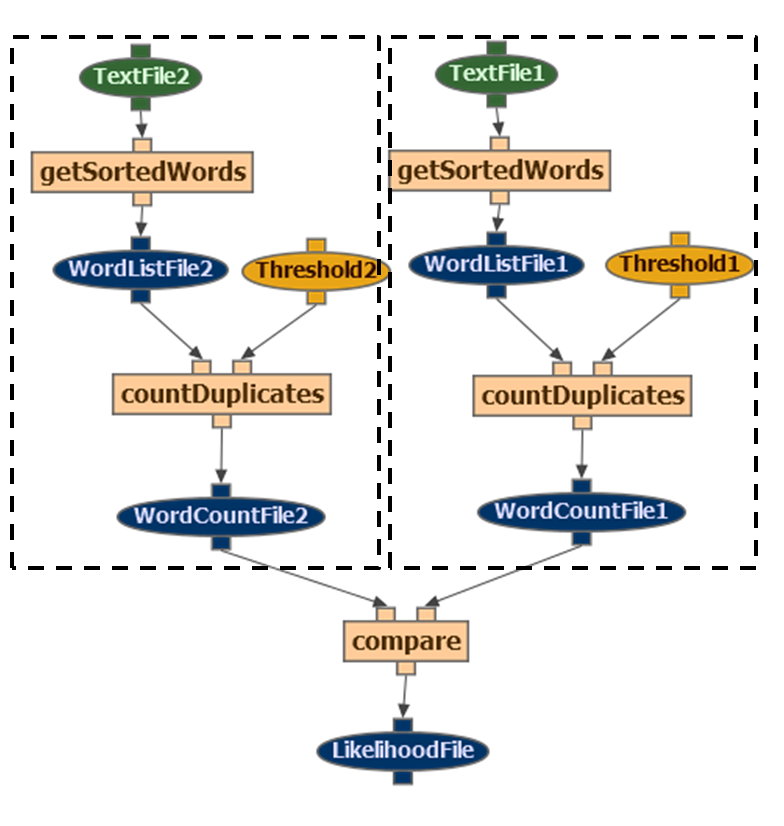 TextFile2
getSortedWords
WordListFile2
Threshold2
countDuplicates
WordCountFile2
TextFile1
getSortedWords
WordListFile1
Threshold1
countDuplicates
WordCountFile1
compare
LikelihoodFile